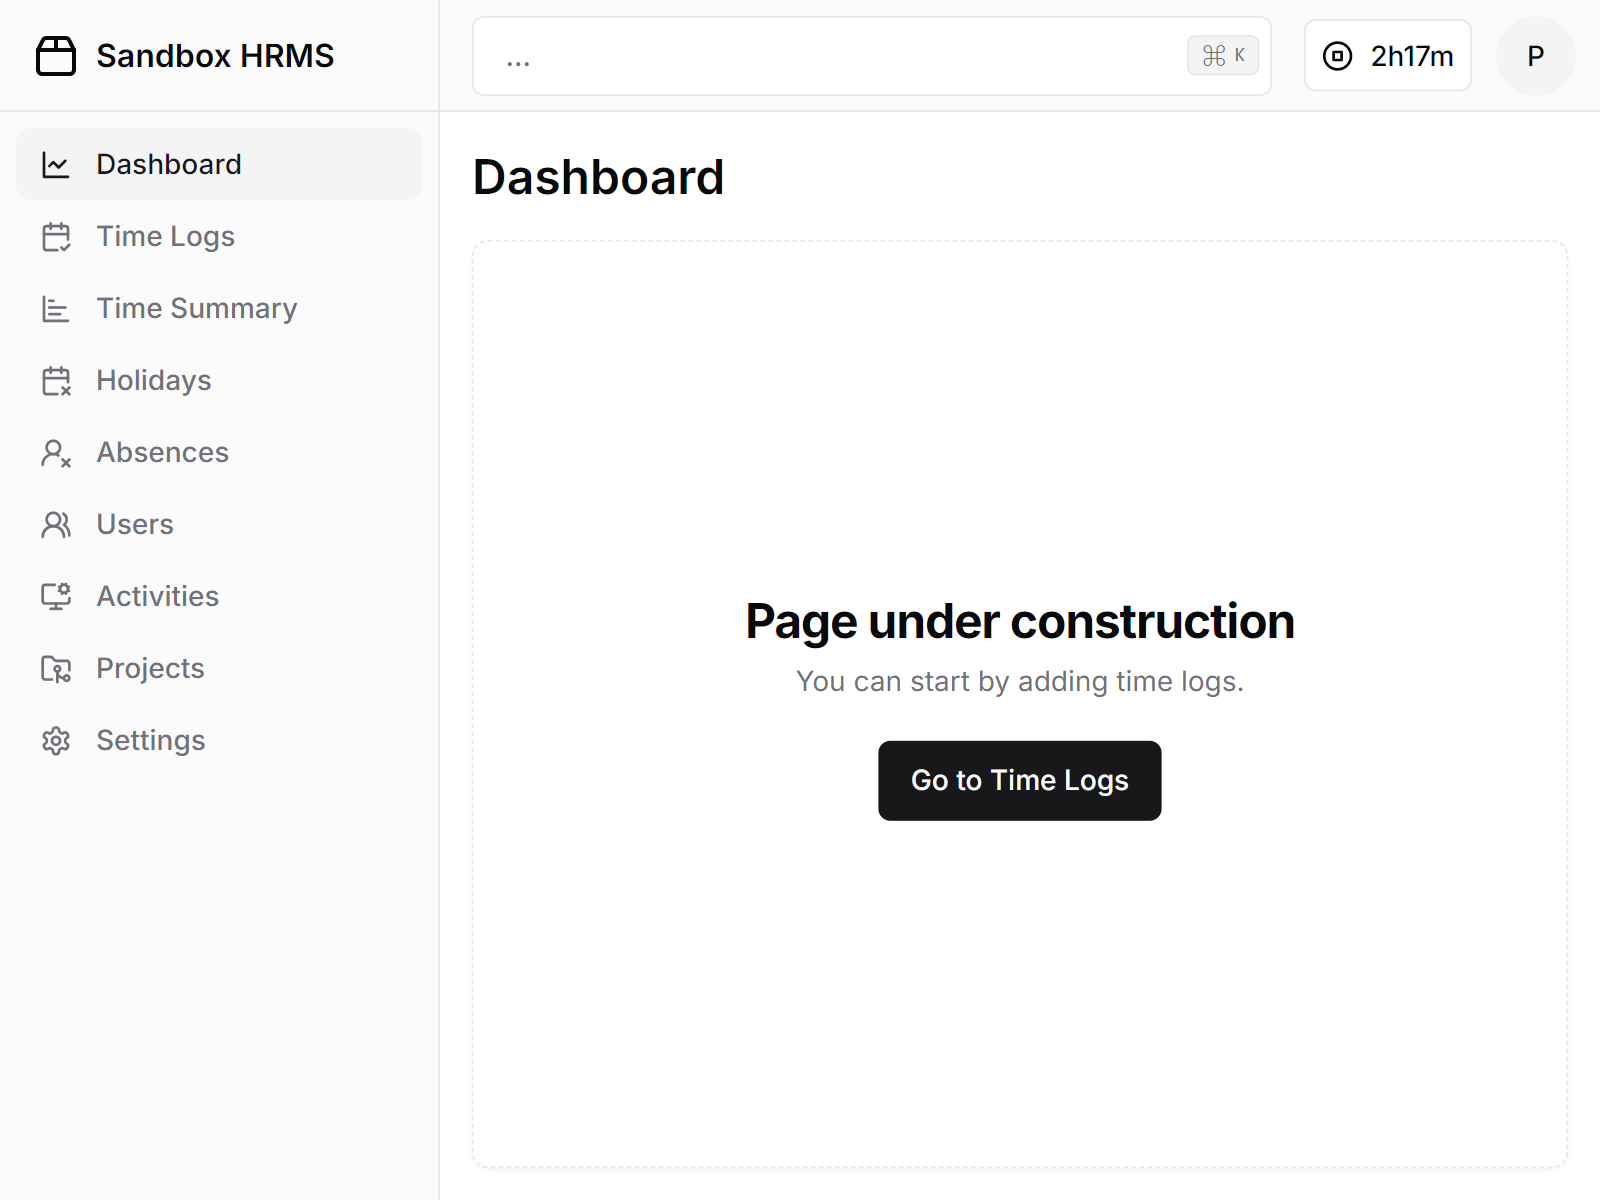 Sandbox HRMS
...
⌘ K
2h17m
P
Dashboard
Time Logs
Time Summary
Holidays
Absences
Users
Activities
Projects
Settings
Dashboard
Page under construction
You can start by adding time logs.
Go to Time Logs